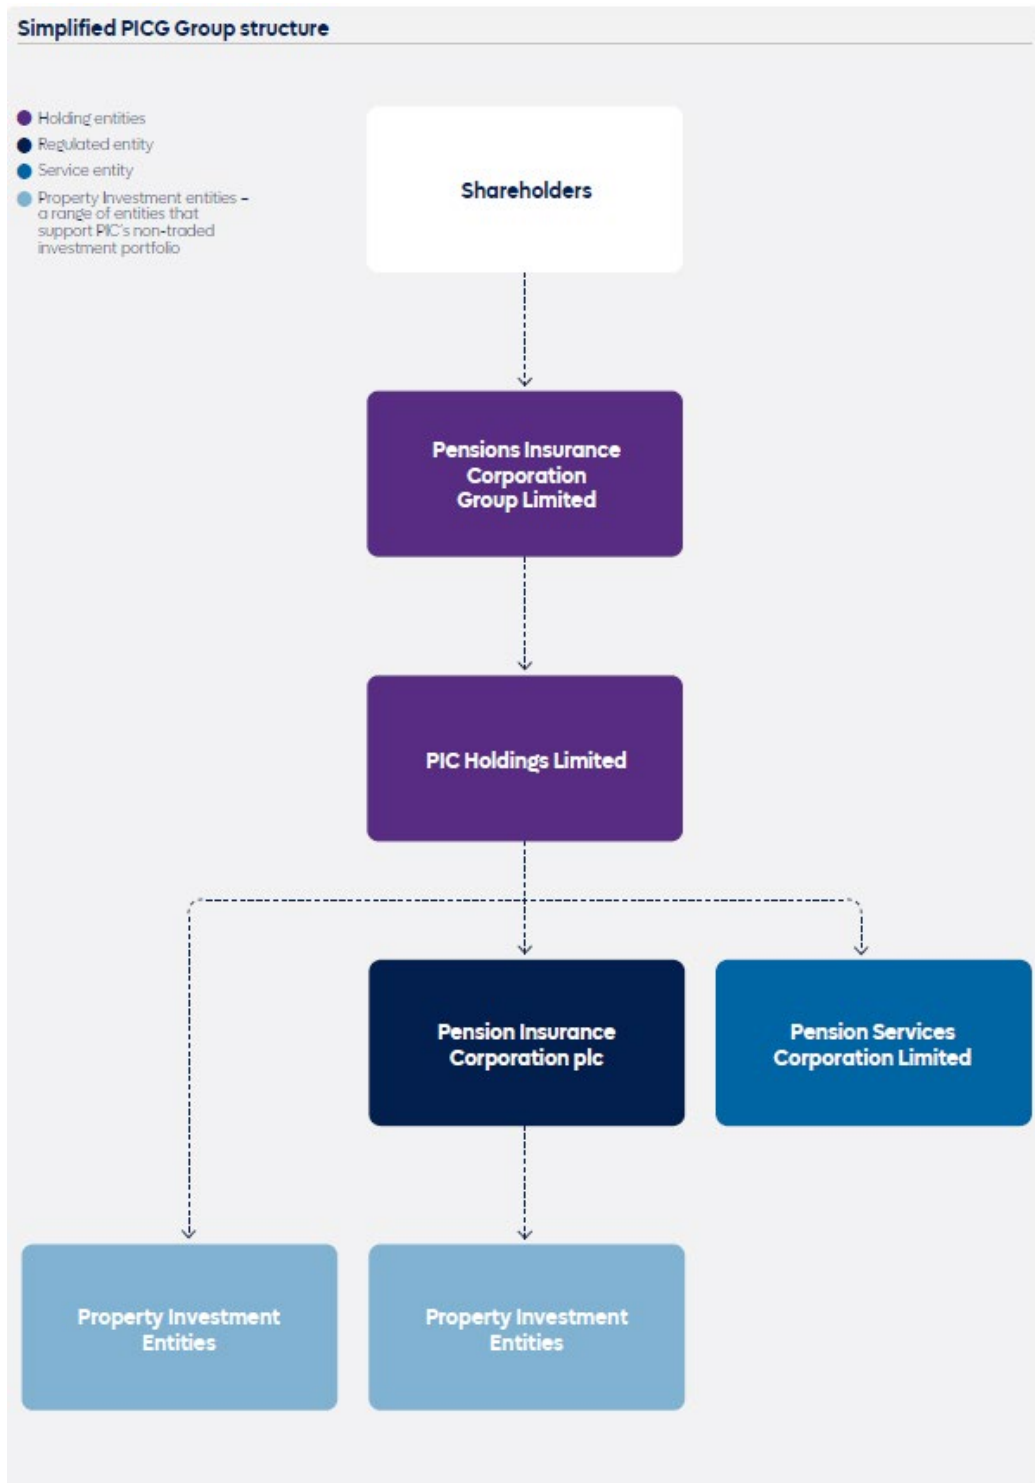 Simplified PICG Group structure
Holding entities
Regulated entity
Service entity
Property Investment entities –
a range of entities that
support PIC's non-traded
investment portfolio
Shareholders
Pensions Insurance
Corporation
Group Limited
PIC Holdings Limited
Pension Insurance
Corporation plc
Pension Services
Corporation Limited
Property Investment
Entities
Property Investment
Entities